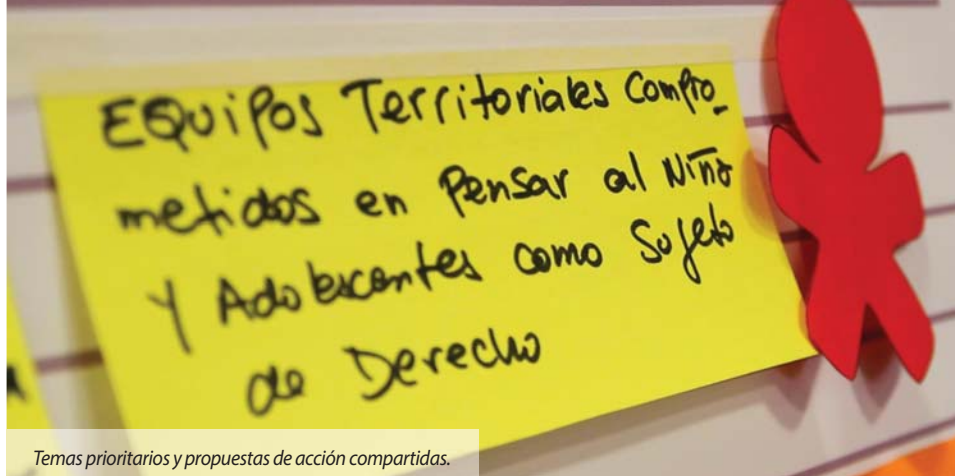 EQuiPos Territoriales Compro_
metidos en Pensar al Niño
Y Adolescentes como Sujeto
de Derecho
Temas prioritarios y propuestas de acción compartidas.